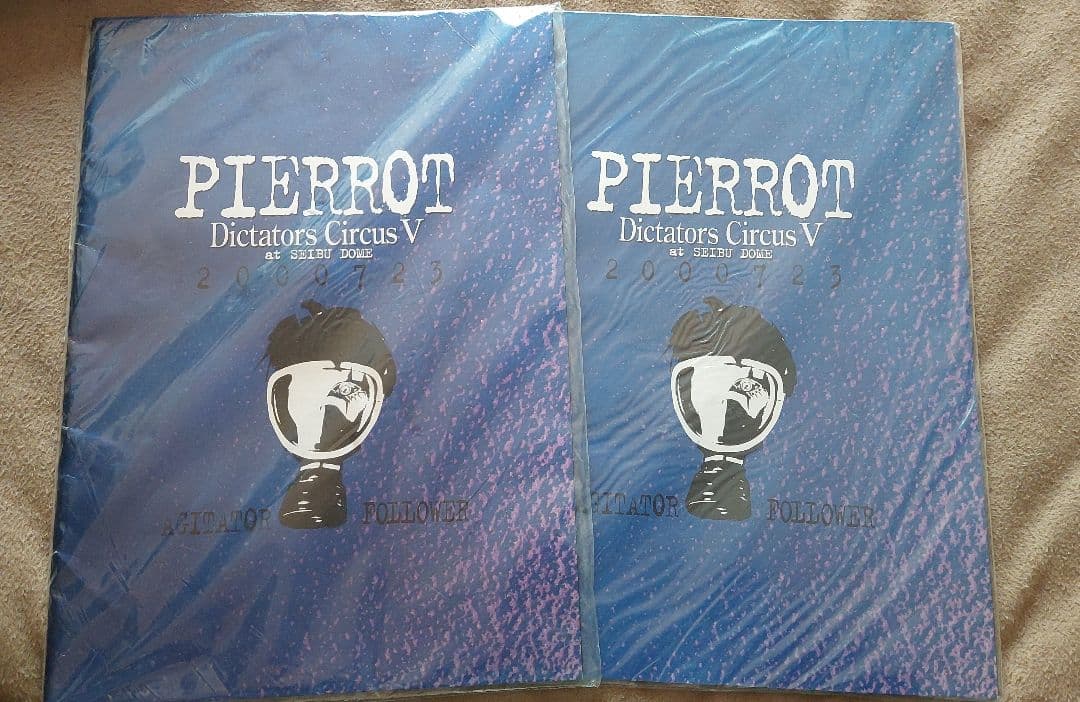 PIERROT
Dictators Circus V
at SEIBU DOME
2000723
AGITATOR FOLLOWER
PIERROT
Dictators Circus V
at SEIBU DOME
2000723
GITATOR FOLLOWER